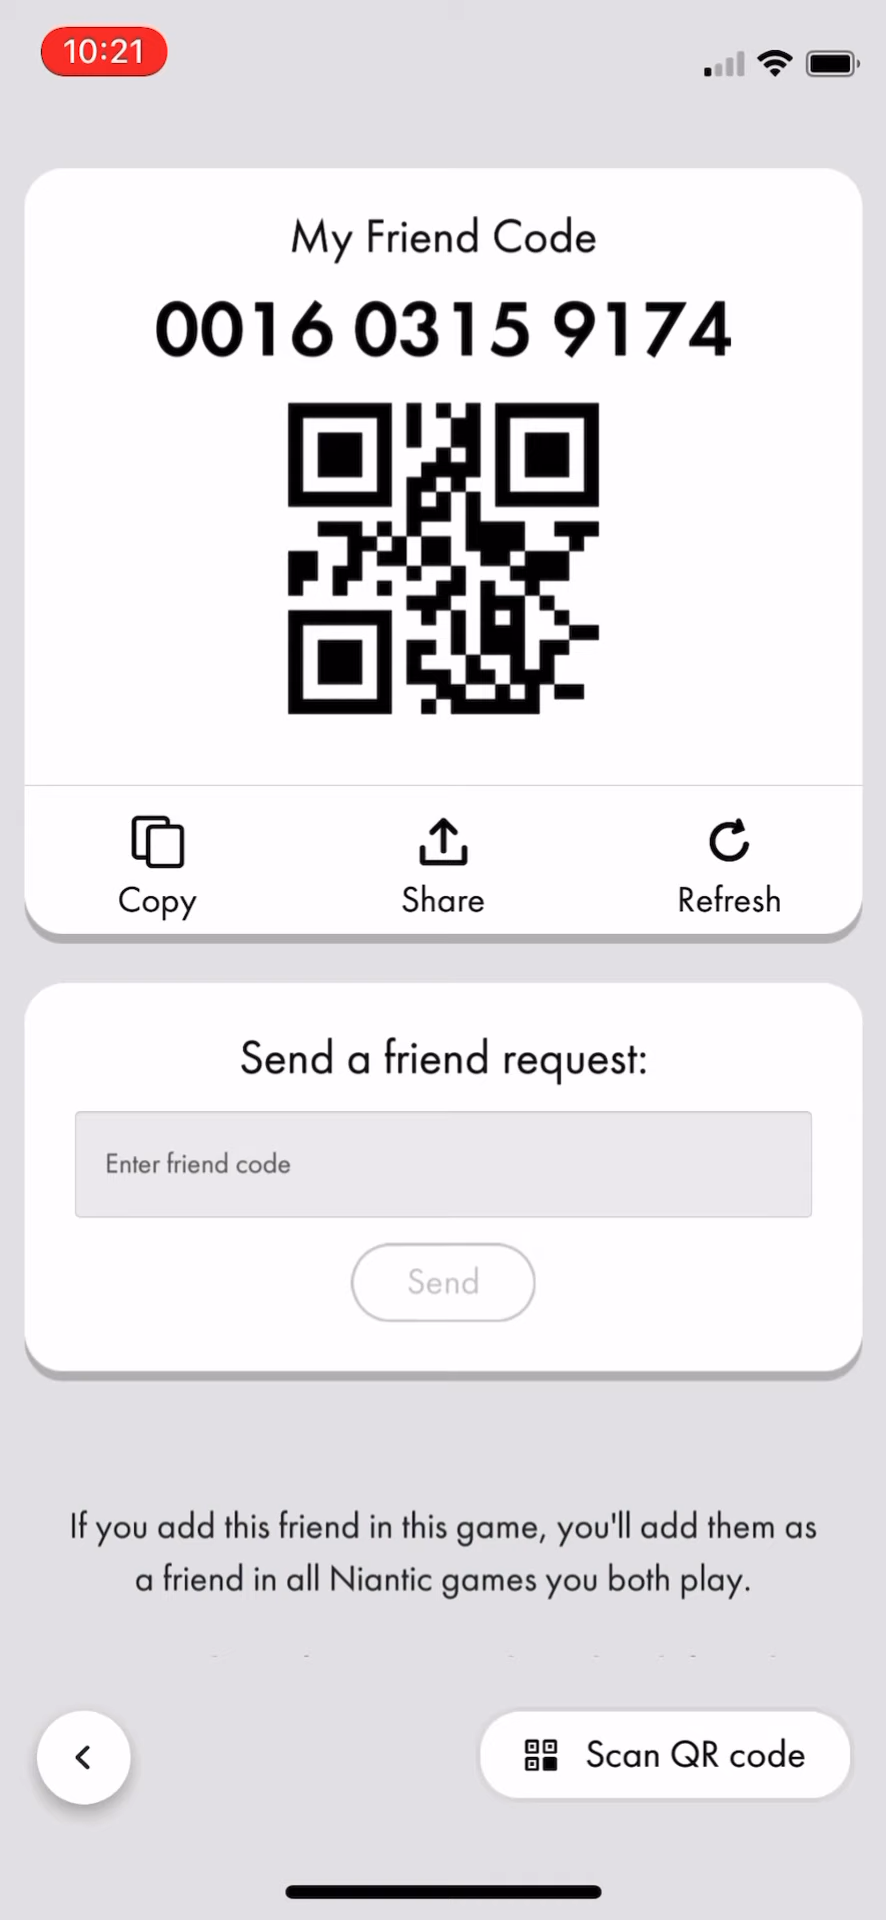 10:21
My Friend Code
0016 0315 9174
Copy
Share
Refresh
Send a friend request:
Enter friend code
Send
If you add this friend in this game, you'll add them as
a friend in all Niantic games you both play.
Scan QR code